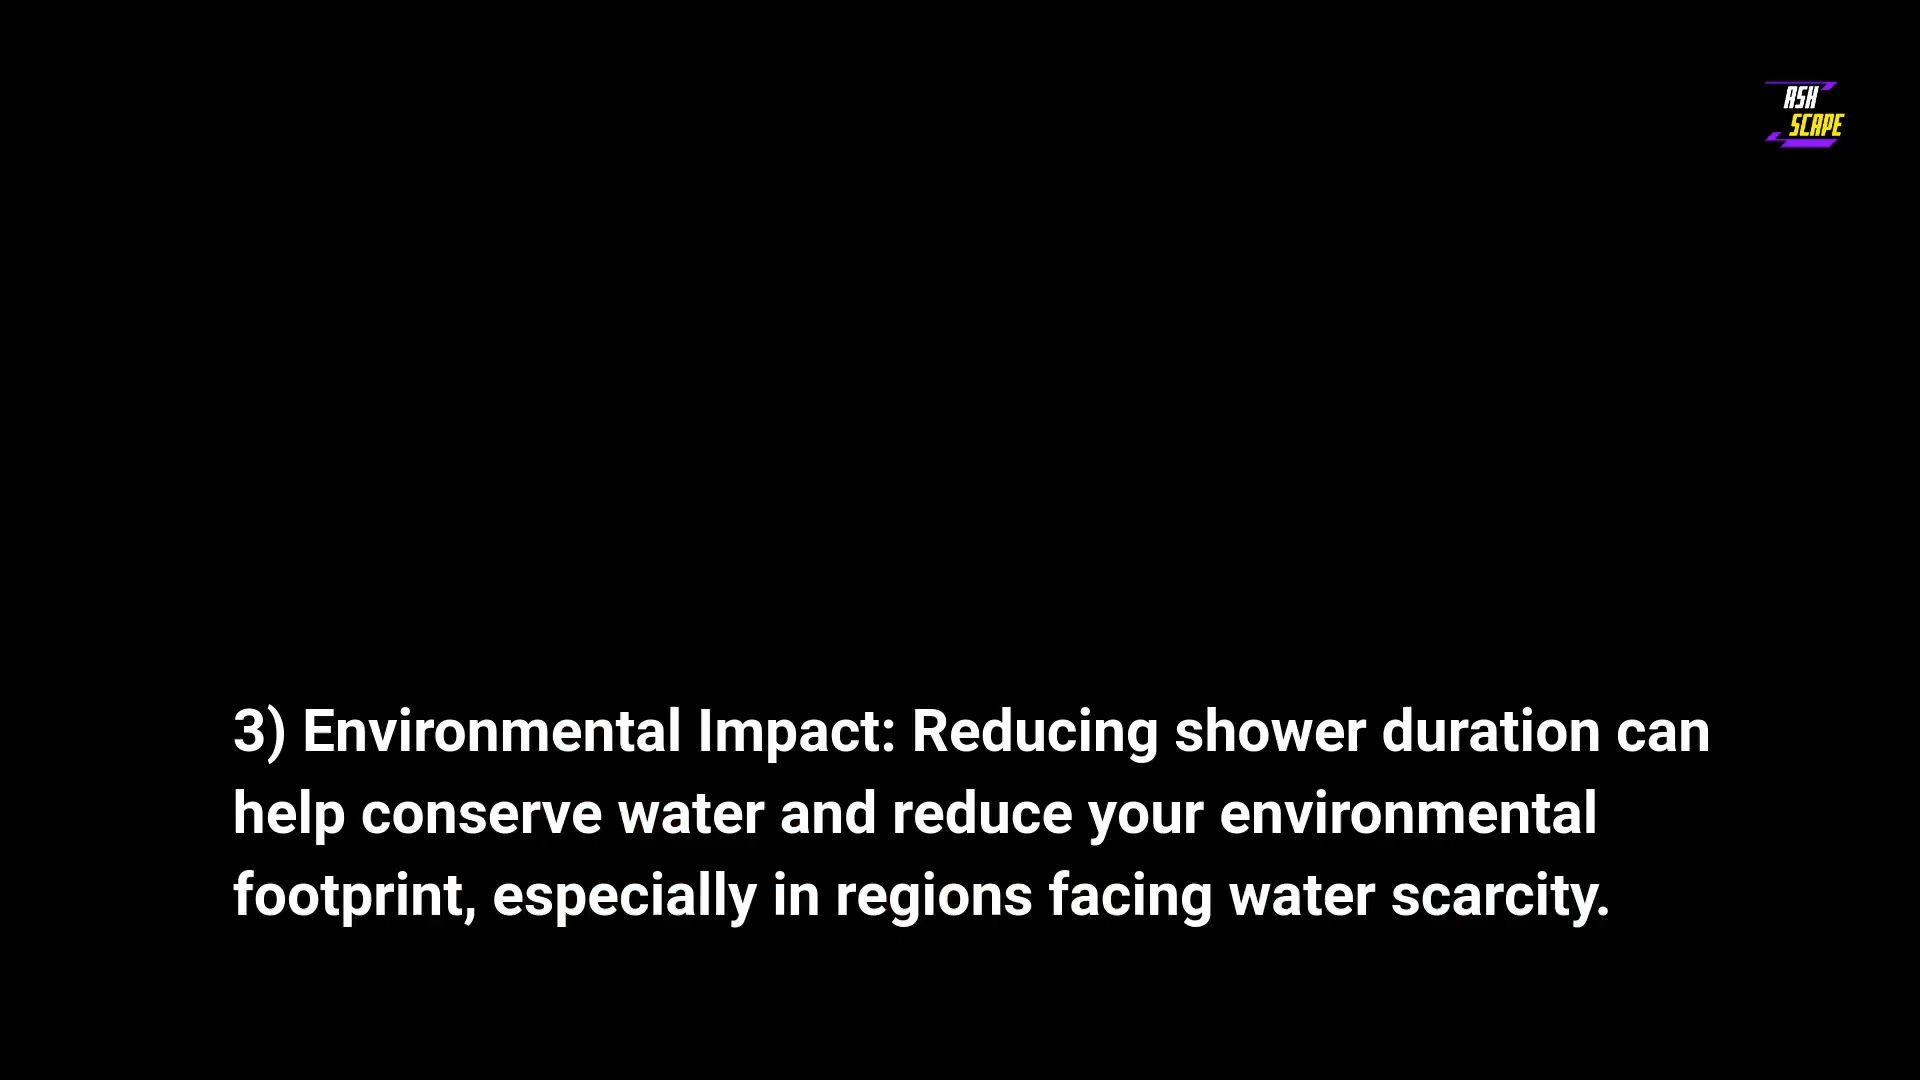 ASH
SCAPE
3) Environmental Impact: Reducing shower duration can
help conserve water and reduce your environmental
footprint, especially in regions facing water scarcity.